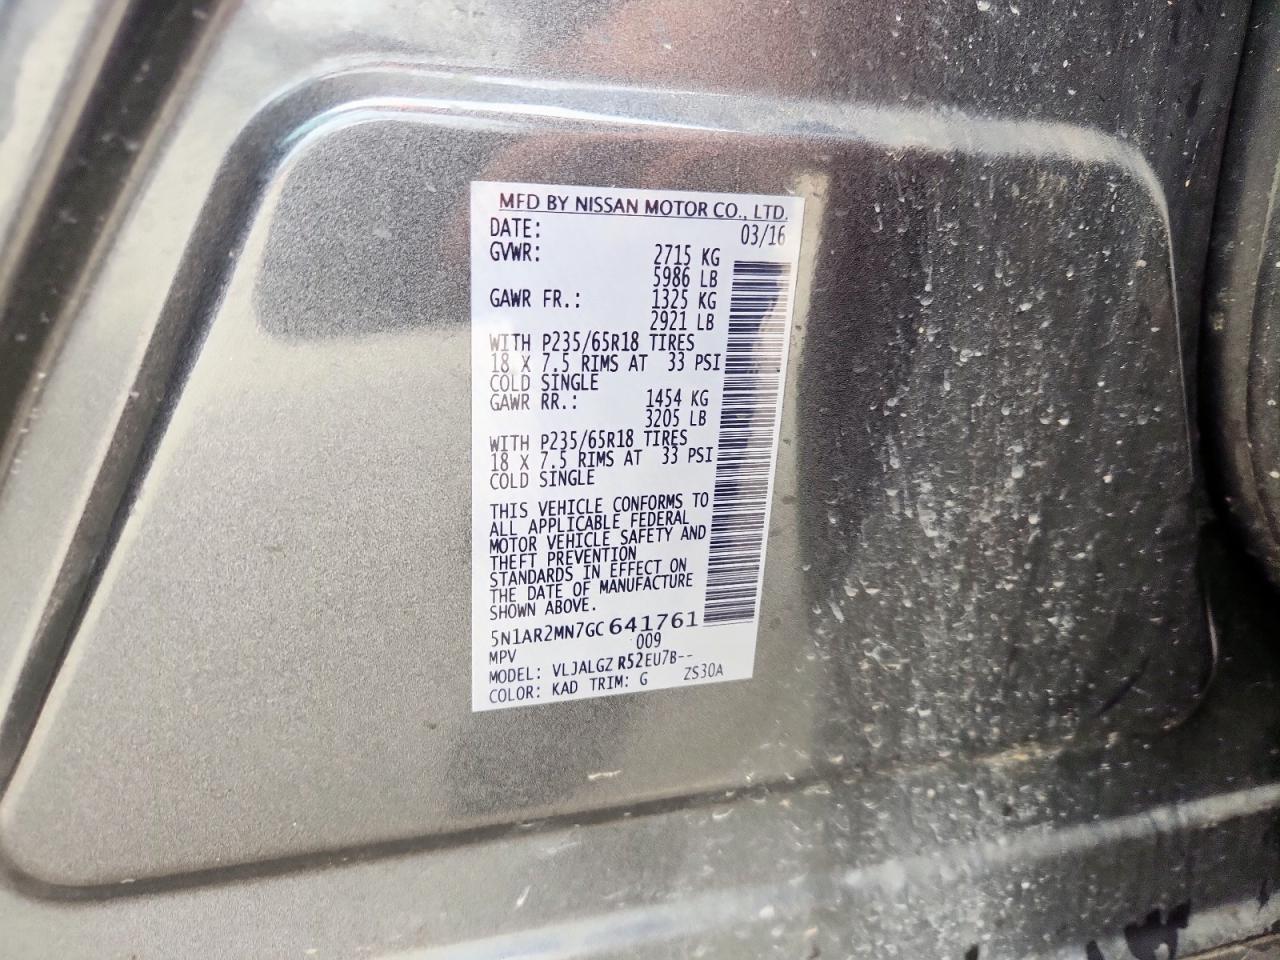 MFD BY NISSAN MOTOR CO., LTD.
DATE: 03/16
GVWR: 2715 KG
5986 LB
GAWR FR.: 1325 KG
2921 LB
WITH P235/65R18 TIRES
18 X 7.5 RIMS AT 33 PSI
COLD SINGLE
GAWR RR.: 1454 KG
3205 LB
WITH P235/65R18 TIRES
18 X 7.5 RIMS AT 33 PSI
COLD SINGLE
THIS VEHICLE CONFORMS TO
ALL APPLICABLE FEDERAL
MOTOR VEHICLE SAFETY AND
THEFT PREVENTION
STANDARDS IN EFFECT ON
THE DATE OF MANUFACTURE
SHOWN ABOVE.
5N1AR2MN7GC641761
MPV 009
MODEL: VLJALGZ R52EU7B--
COLOR: KAD TRIM: G ZS30A